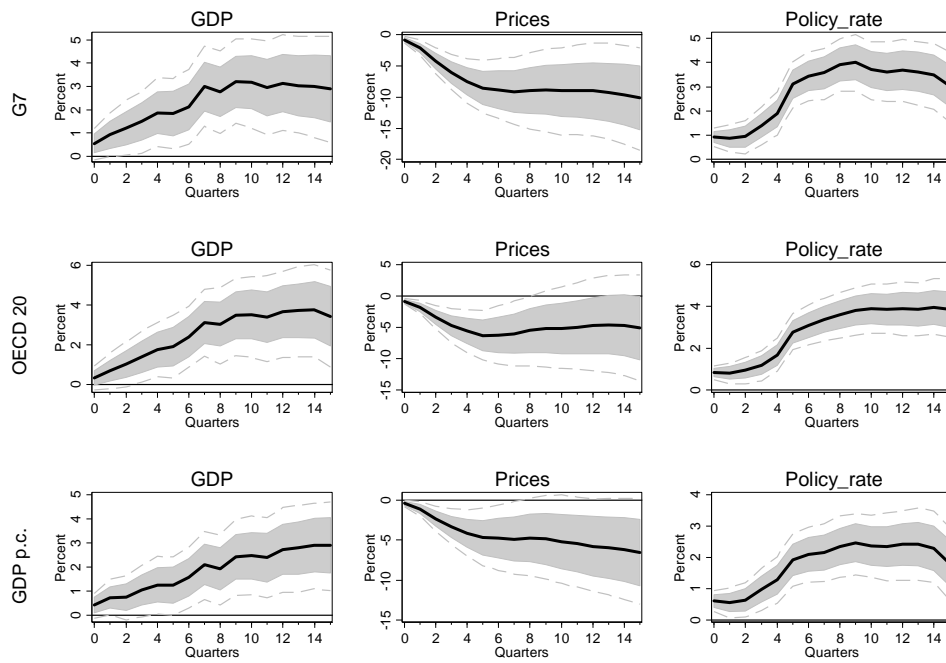 GDP
Prices
Policy_rate
G7
Percent
0 1 2 3 4 5
0 2 4 6 8 10 12 14
Quarters
Percent
-20 -15 -10 -5 0
0 2 4 6 8 10 12 14
Quarters
Percent
0 1 2 3 4 5
0 2 4 6 8 10 12 14
Quarters
GDP
Prices
Policy_rate
OECD 20
Percent
0 2 4 6
0 2 4 6 8 10 12 14
Quarters
Percent
-15 -10 -5 0 5
0 2 4 6 8 10 12 14
Quarters
Percent
0 2 4 6
0 2 4 6 8 10 12 14
Quarters
GDP
Prices
Policy_rate
GDP p.c.
Percent
0 1 2 3 4 5
0 2 4 6 8 10 12 14
Quarters
Percent
-15 -10 -5 0
0 2 4 6 8 10 12 14
Quarters
Percent
0 1 2 3 4
0 2 4 6 8 10 12 14
Quarters